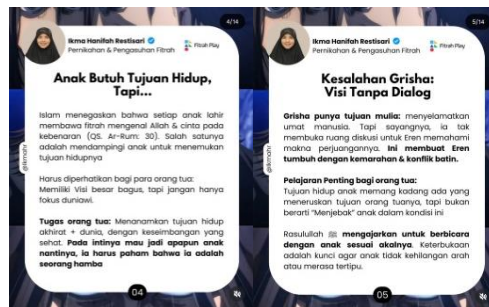 4/14
Ikma Hanifah Restisari
Pernikahan & Pengasuhan Fitrah
Fitrah Play
Anak Butuh Tujuan Hidup,
Tapi...
Islam menegaskan bahwa setiap anak lahir
membawa fitrah mengenal Allah & cinta pada
kebenaran (QS. Ar-Rum: 30). Salah satunya
adalah mendampingi anak untuk menemukan
tujuan hidupnya
Harus diperhatikan bagi para orang tua:
Memiliki Visi besar bagus, tapi jangan hanya
fokus duniawi.
Tugas orang tua: Menanamkan tujuan hidup
akhirat + dunia, dengan keseimbangan yang
sehat. Pada intinya mau jadi apapun anak
nantinya, ia harus paham bahwa ia adalah
seorang hamba
@ikmahr
04
5/14
Ikma Hanifah Restisari
Pernikahan & Pengasuhan Fitrah
Fitrah Play
Kesalahan Grisha:
Visi Tanpa Dialog
Grisha punya tujuan mulia: menyelamatkan
umat manusia. Tapi sayangnya, ia tak
membuka ruang diskusi untuk Eren memahami
makna perjuangannya. Ini membuat Eren
tumbuh dengan kemarahan & konflik batin.
Pelajaran Penting bagi orang tua:
Tujuan hidup anak memang kadang ada yang
meneruskan tujuan orang tuanya, tapi bukan
berarti "Menjebak" anak dalam kondisi ini
Rasulullah ﷺ mengajarkan untuk berbicara
dengan anak sesuai akalnya. Keterbukaan
adalah kunci agar anak tidak kehilangan arah
atau merasa tertipu.
@ikmahr
05